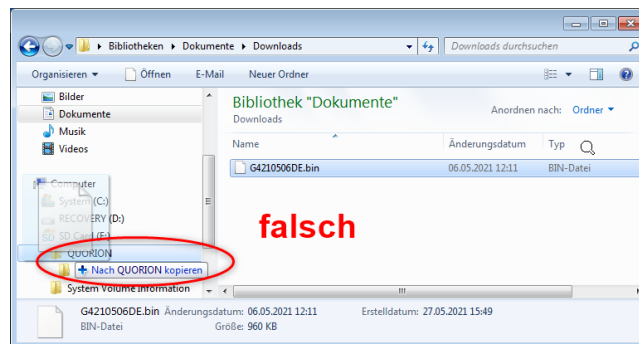 Bibliotheken Dokumente Downloads Downloads durchsuchen
Organisieren Öffnen E-Mail Neuer Ordner
Bilder
Dokumente
Musik
Videos
Computer
System (C:)
RECOVERY (D:)
SD Card (F:)
QUORION
Nach QUORION kopieren
System Volume Information
Bibliothek "Dokumente"
Downloads
Anordnen nach: Ordner
Name Änderungsdatum Typ
G4210506DE.bin 06.05.2021 12:11 BIN-Datei
falsch
G4210506DE.bin Änderungsdatum: 06.05.2021 12:11 Erstelldatum: 27.05.2021 15:49
BIN-Datei Größe: 960 KB